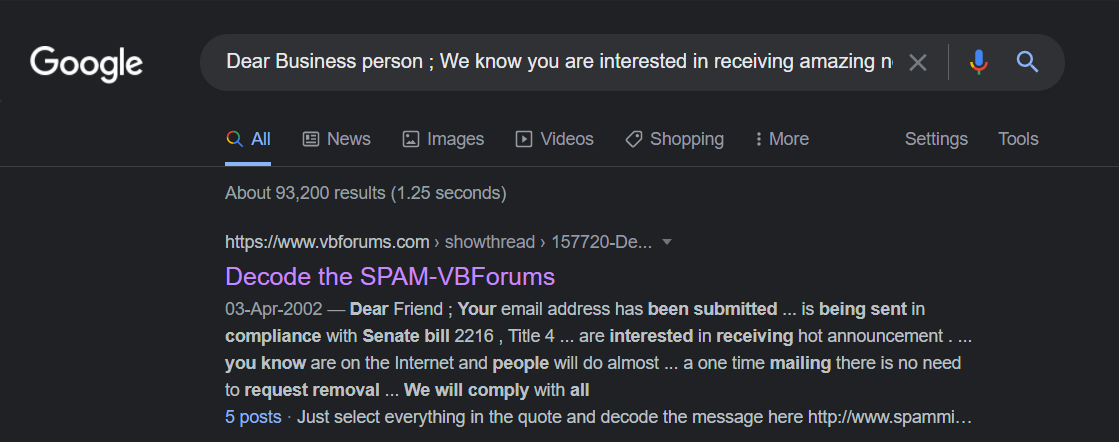 Google
Dear Business person ; We know you are interested in receiving amazing n
All News Images Videos Shopping More Settings Tools
About 93,200 results (1.25 seconds)
https://www.vbforums.com › showthread › 157720-De...
Decode the SPAM-VBForums
03-Apr-2002 — Dear Friend ; Your email address has been submitted ... is being sent in
compliance with Senate bill 2216 , Title 4 ... are interested in receiving hot announcement . ...
you know are on the Internet and people will do almost ... a one time mailing there is no need
to request removal ... We will comply with all
5 posts · Just select everything in the quote and decode the message here http://www.spammi...